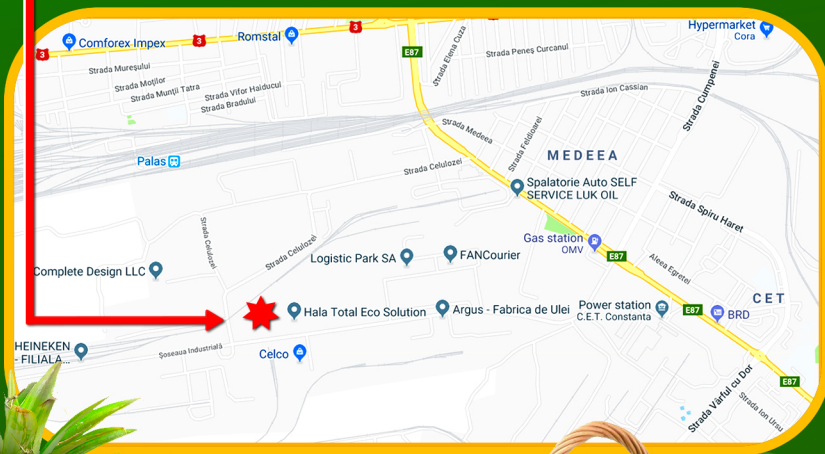 Hypermarket
Cora
3
Comforex Impex
3
Romstal
3
E87
Strada Elena Cuza
Strada Peneș Curcanul
Strada Mureșului
Strada Moților
Strada Munții Tatra
Strada Vifor Haiducul
Strada Bradului
Strada Ion Cassian
Strada Cumpenei
Strada Medeea
Strada Feldioarei
MEDEEA
Palas
Strada Celulozei
Spalatorie Auto SELF
SERVICE LUK OIL
Strada Spiru Haret
Strada Celulozei
Strada Celulozei
Gas station
OMV
E87
Logistic Park SA
FANCourier
Complete Design LLC
Aleea Egretei
CET
Hala Total Eco Solution
Argus - Fabrica de Ulei
Power station
C.E.T. Constanta
E87
BRD
HEINEKEN
- FILIALA...
Șoseaua Industrială
Celco
E87
Strada Vârful cu Dor
Strada Ion Ursu